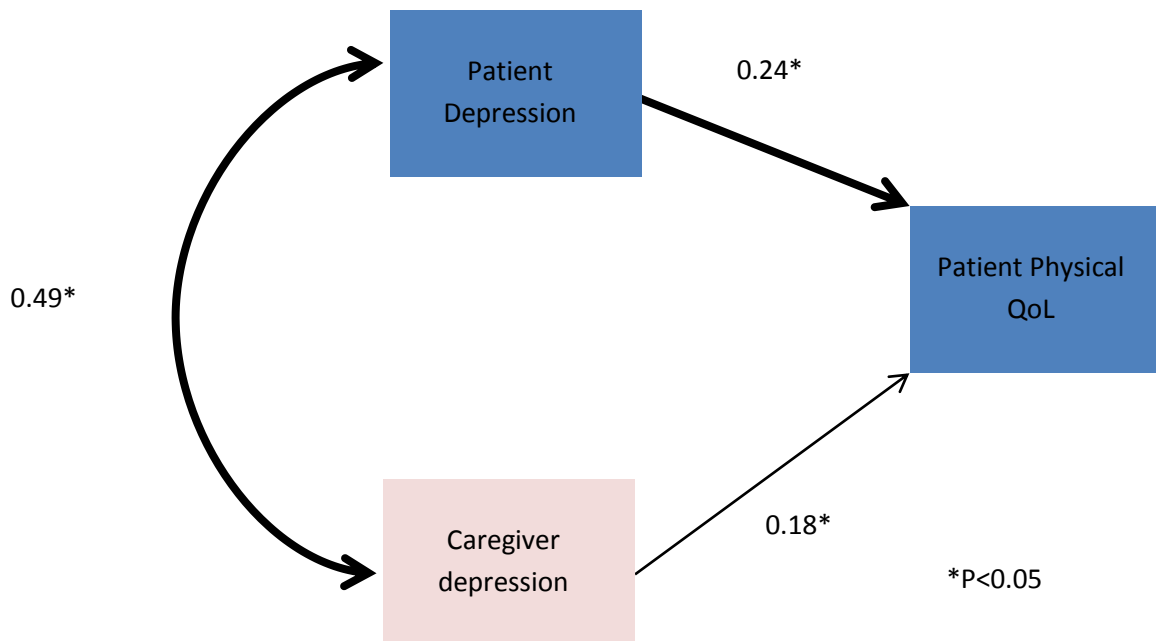 Patient
Depression
0.24*
Patient Physical
QoL
0.49*
Caregiver
depression
0.18*
*P<0.05